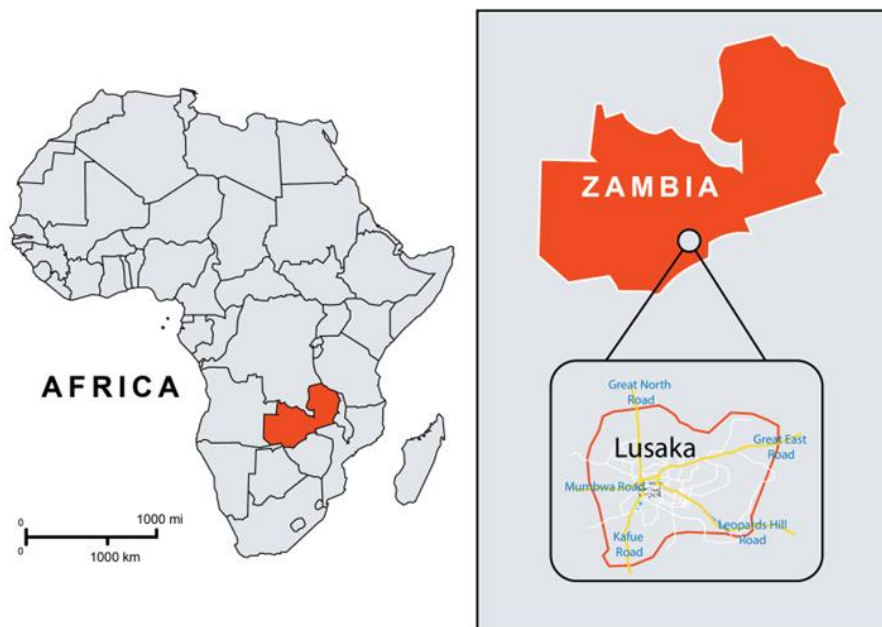 AFRICA
0
1000 mi
0
1000 km
ZAMBIA
Great North
Road
Lusaka
Great East
Road
Mumbwa Road
Leopards Hill
Road
Kafue
Road